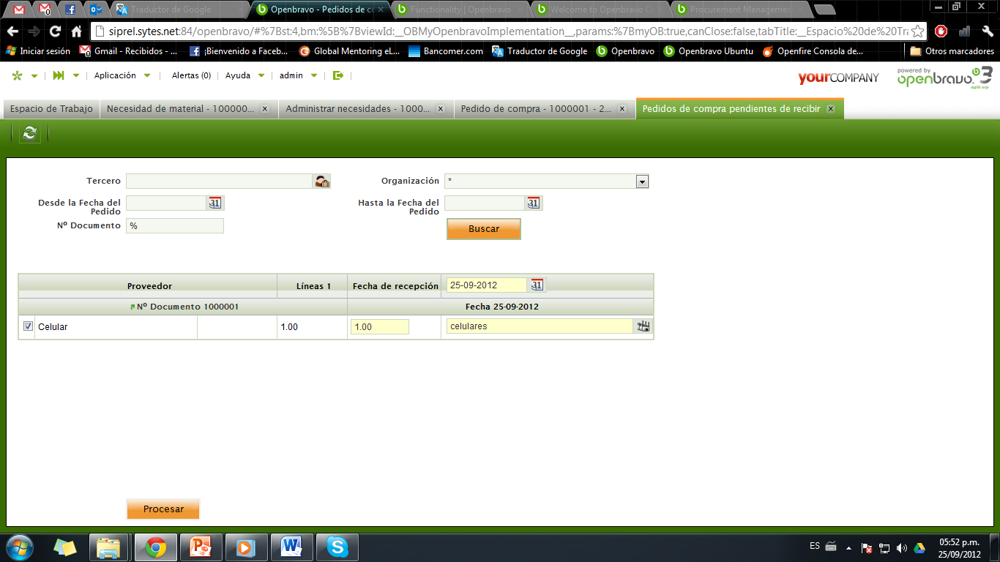 Traductor de Google
Openbravo - Pedidos de co
Functionality | Openbravo
Welcome to Openbravo C
Procurement Management
siprel.sytes.net:84/openbravo/#%7Bst:4,bm:%5B%7BviewId:__OBMyOpenbravoImplementation__,params:%7BmyOB:true,canClose:false,tabTitle:__Espacio%20de%20Tra
Iniciar sesión
Gmail - Recibidos - ...
¡Bienvenido a Faceb...
Global Mentoring eL...
Bancomer.com
Traductor de Google
Openbravo
Openbravo Ubuntu
Openfire Consola de...
Otros marcadores
Aplicación
Alertas (0)
Ayuda
admin
yourCOMPANY
powered by
openbravo 3
agile erp
Espacio de Trabajo
Necesidad de material - 100000...
Administrar necesidades - 1000...
Pedido de compra - 1000001 - 2...
Pedidos de compra pendientes de recibir
Tercero
Organización
*
Desde la Fecha del
Pedido
31
Hasta la Fecha del
Pedido
31
Nº Documento
%
Buscar
Proveedor
Líneas 1
Fecha de recepción
25-09-2012
31
Nº Documento 1000001
Fecha 25-09-2012
Celular
1.00
1.00
celulares
Procesar
ES
05:52 p.m.
25/09/2012